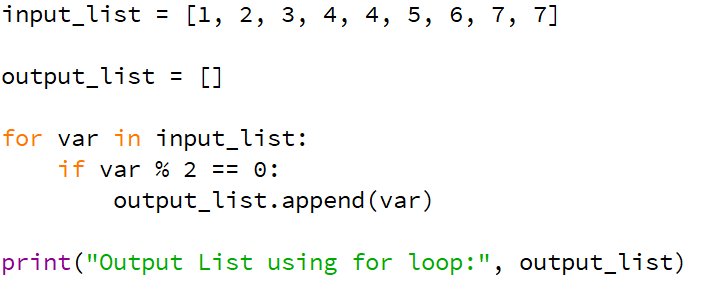 input_list = [1, 2, 3, 4, 4, 5, 6, 7, 7]
output_list = []
for var in input_list:
    if var % 2 == 0:
        output_list.append(var)
print("Output List using for loop:", output_list)